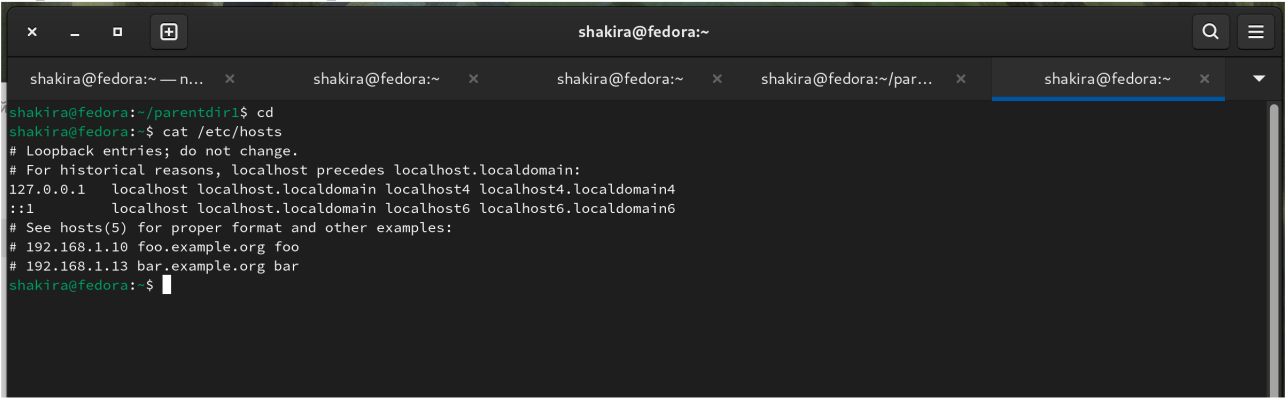 shakira@fedora:~
shakira@fedora:~ — n... shakira@fedora:~ shakira@fedora:~ shakira@fedora:~/par... shakira@fedora:~
shakira@fedora:~/parentdir1$ cd
shakira@fedora:~$ cat /etc/hosts
# Loopback entries; do not change.
# For historical reasons, localhost precedes localhost.localdomain:
127.0.0.1   localhost localhost.localdomain localhost4 localhost4.localdomain4
::1         localhost localhost.localdomain localhost6 localhost6.localdomain6
# See hosts(5) for proper format and other examples:
# 192.168.1.10 foo.example.org foo
# 192.168.1.13 bar.example.org bar
shakira@fedora:~$